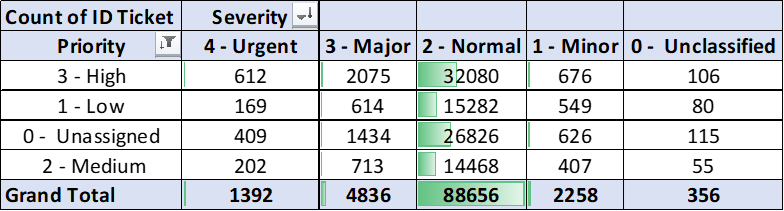 Count of ID Ticket Severity
Priority 4 - Urgent 3 - Major 2 - Normal 1 - Minor 0 -  Unclassified
3 - High 612 2075 32080 676 106
1 - Low 169 614 15282 549 80
0 -  Unassigned 409 1434 26826 626 115
2 - Medium 202 713 14468 407 55
Grand Total 1392 4836 88656 2258 356